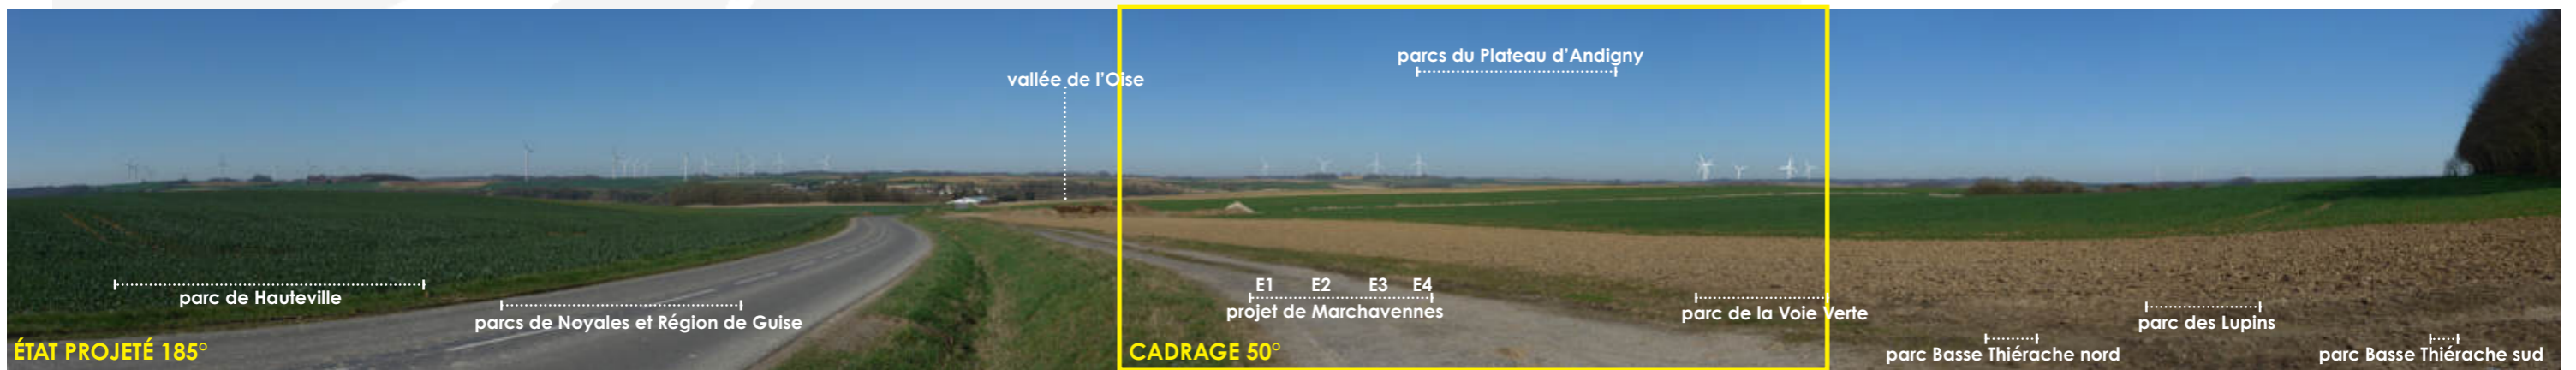 parcs du Plateau d'Andigny
vallée de l'Oise
E1 E2 E3 E4
parc de Hauteville
projet de Marchavennes
parc de la Voie Verte
parcs de Noyales et Région de Guise
parc des Lupins
ÉTAT PROJETÉ 185°
CADRAGE 50°
parc Basse Thiérache nord
parc Basse Thiérache sud